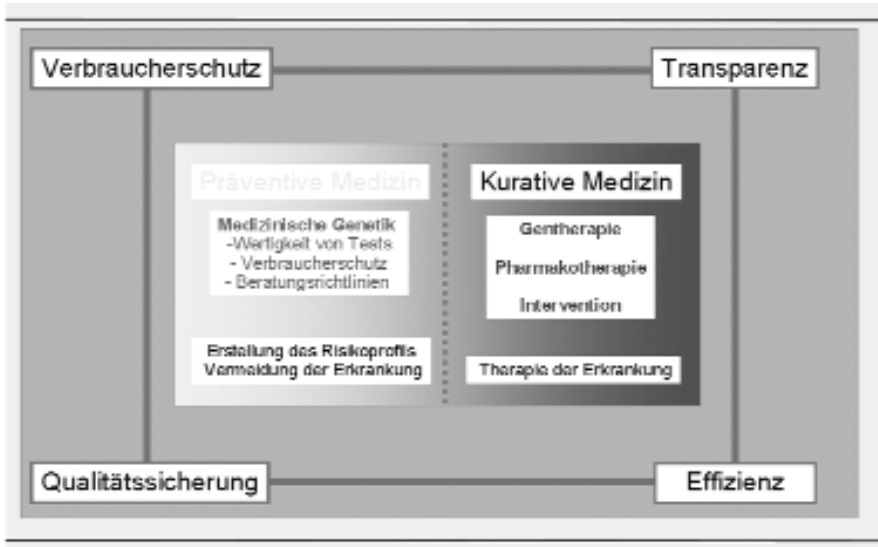 Verbraucherschutz
Transparenz
Präventive Medizin
Medizinische Genetik
-Wertigkeit von Tests
- Verbraucherschutz
- Beratungsrichtlinien
Erstellung des Risikoprofils
Vermeidung der Erkrankung
Kurative Medizin
Gentherapie
Pharmakotherapie
Intervention
Therapie der Erkrankung
Qualitätssicherung
Effizienz